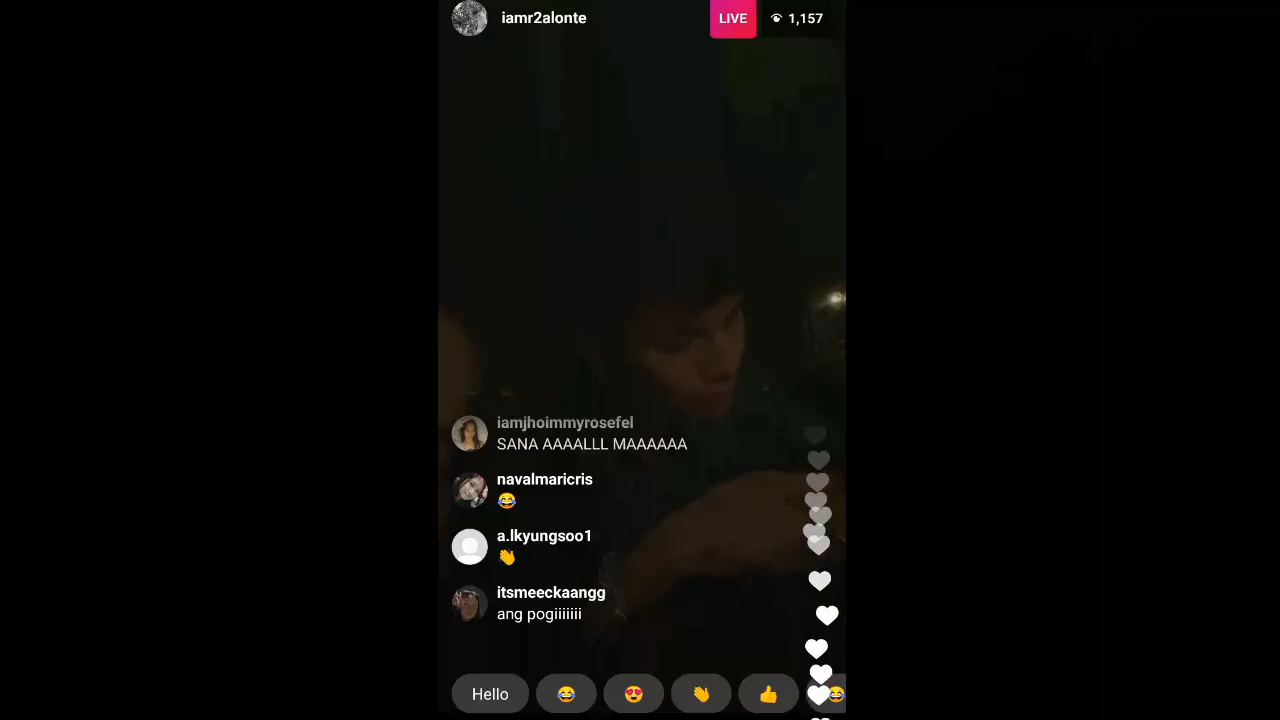 iamr2alonte
LIVE
1,157
iamjhoimmyrosefel
SANA AAAALLL MAAAAAA
navalmaricris
😂
a.lkyungsoo1
👏
itsmeeckaangg
ang pogiiiiiii
Hello 😂 😍 👏 👍 😂